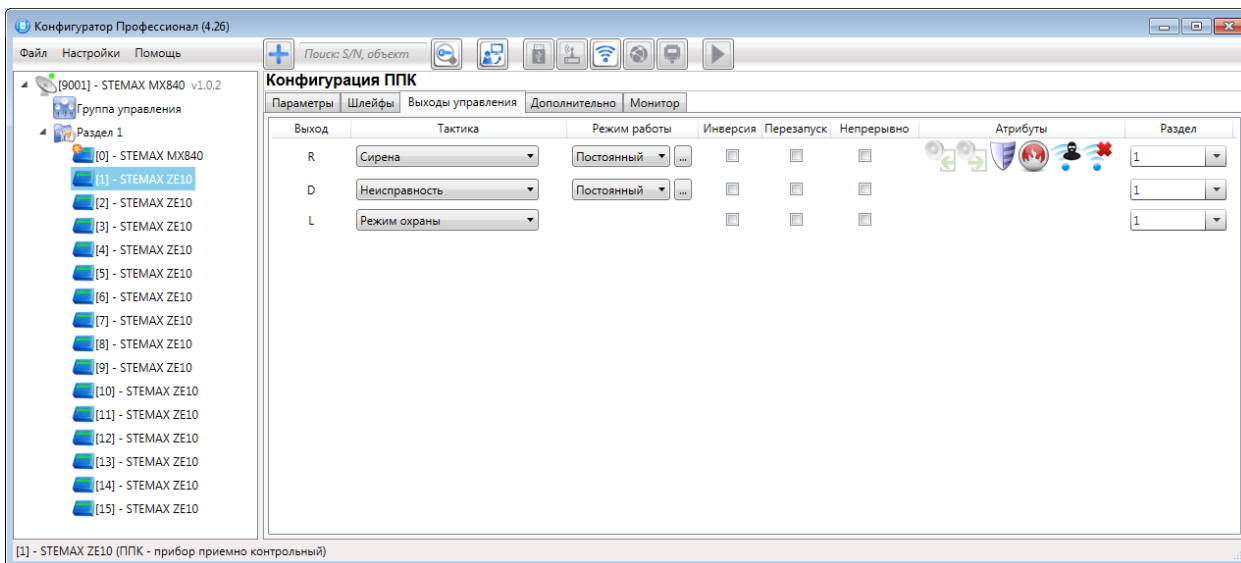 Конфигуратор Профессионал (4.26)
Файл Настройки Помощь Поиск: S/N, объект
[9001] - STEMAX MX840 v1.0.2
Группа управления
Раздел 1
[0] - STEMAX MX840
[1] - STEMAX ZE10
[2] - STEMAX ZE10
[3] - STEMAX ZE10
[4] - STEMAX ZE10
[5] - STEMAX ZE10
[6] - STEMAX ZE10
[7] - STEMAX ZE10
[8] - STEMAX ZE10
[9] - STEMAX ZE10
[10] - STEMAX ZE10
[11] - STEMAX ZE10
[12] - STEMAX ZE10
[13] - STEMAX ZE10
[14] - STEMAX ZE10
[15] - STEMAX ZE10
Конфигурация ППК
Параметры Шлейфы Выходы управления Дополнительно Монитор
Выход Тактика Режим работы Инверсия Перезапуск Непрерывно Атрибуты Раздел
R Сирена Постоянный ... 1
D Неисправность Постоянный ... 1
L Режим охраны 1
[1] - STEMAX ZE10 (ППК - прибор приемно контрольный)